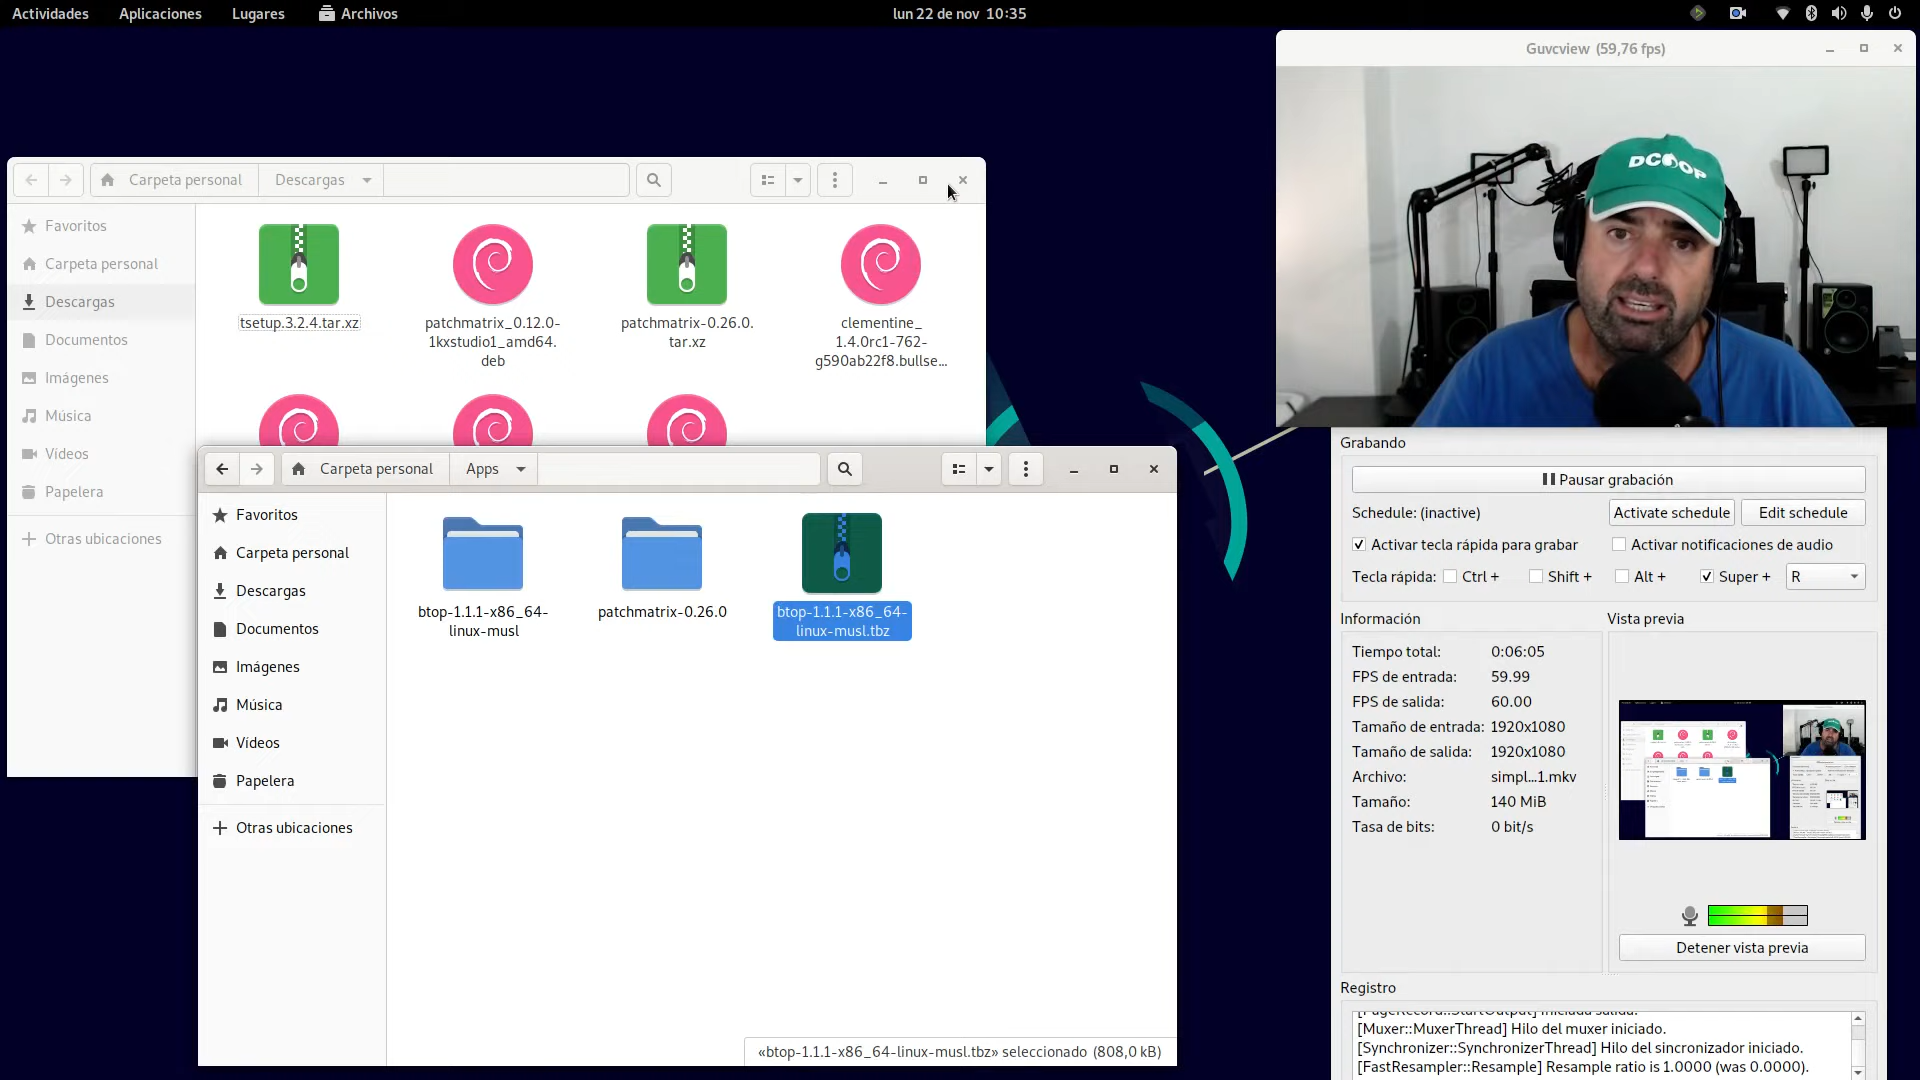 Actividades Aplicaciones Lugares Archivos lun 22 de nov 10:35
Guvcview (59,76 fps)
DCOOP
Carpeta personal Descargas
Favoritos
Carpeta personal
Descargas
Documentos
Imágenes
Música
Vídeos
Papelera
Otras ubicaciones
tsetup.3.2.4.tar.xz
patchmatrix_0.12.0-
1kxstudio1_amd64.
deb
patchmatrix-0.26.0.
tar.xz
clementine_
1.4.0rc1-762-
g590ab22f8.bullse...
Carpeta personal Apps
Favoritos
Carpeta personal
Descargas
Documentos
Imágenes
Música
Vídeos
Papelera
Otras ubicaciones
btop-1.1.1-x86_64-
linux-musl
patchmatrix-0.26.0
btop-1.1.1-x86_64-
linux-musl.tbz
«btop-1.1.1-x86_64-linux-musl.tbz» seleccionado (808,0 kB)
Grabando
Pausar grabación
Schedule: (inactive) Activate schedule Edit schedule
Activar tecla rápida para grabar Activar notificaciones de audio
Tecla rápida: Ctrl + Shift + Alt + Super + R
Información
Tiempo total: 0:06:05
FPS de entrada: 59.99
FPS de salida: 60.00
Tamaño de entrada: 1920x1080
Tamaño de salida: 1920x1080
Archivo: simpl...1.mkv
Tamaño: 140 MiB
Tasa de bits: 0 bit/s
Vista previa
Detener vista previa
Registro
[PageRecord::StartOutput] Iniciada salida.
[Muxer::MuxerThread] Hilo del muxer iniciado.
[Synchronizer::SynchronizerThread] Hilo del sincronizador iniciado.
[FastResampler::Resample] Resample ratio is 1.0000 (was 0.0000).